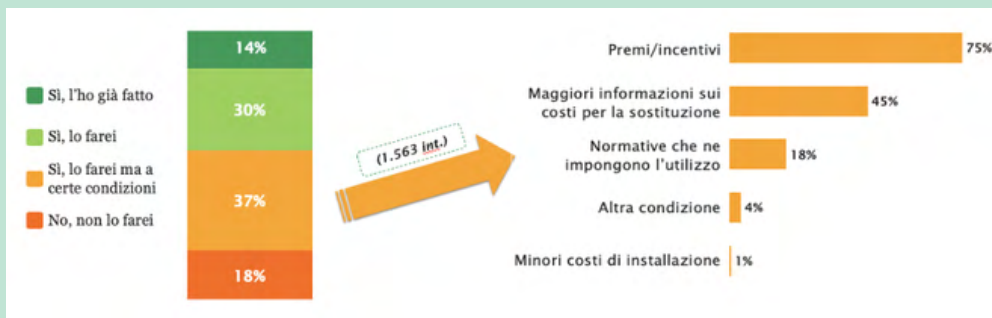 Sì, l'ho già fatto
Sì, lo farei
Sì, lo farei ma a
certe condizioni
No, non lo farei
14%
30%
37%
18%
(1.563 int.)
Premi/incentivi
75%
Maggiori informazioni sui
costi per la sostituzione
45%
Normative che ne
impongono l'utilizzo
18%
Altra condizione
4%
Minori costi di installazione
1%